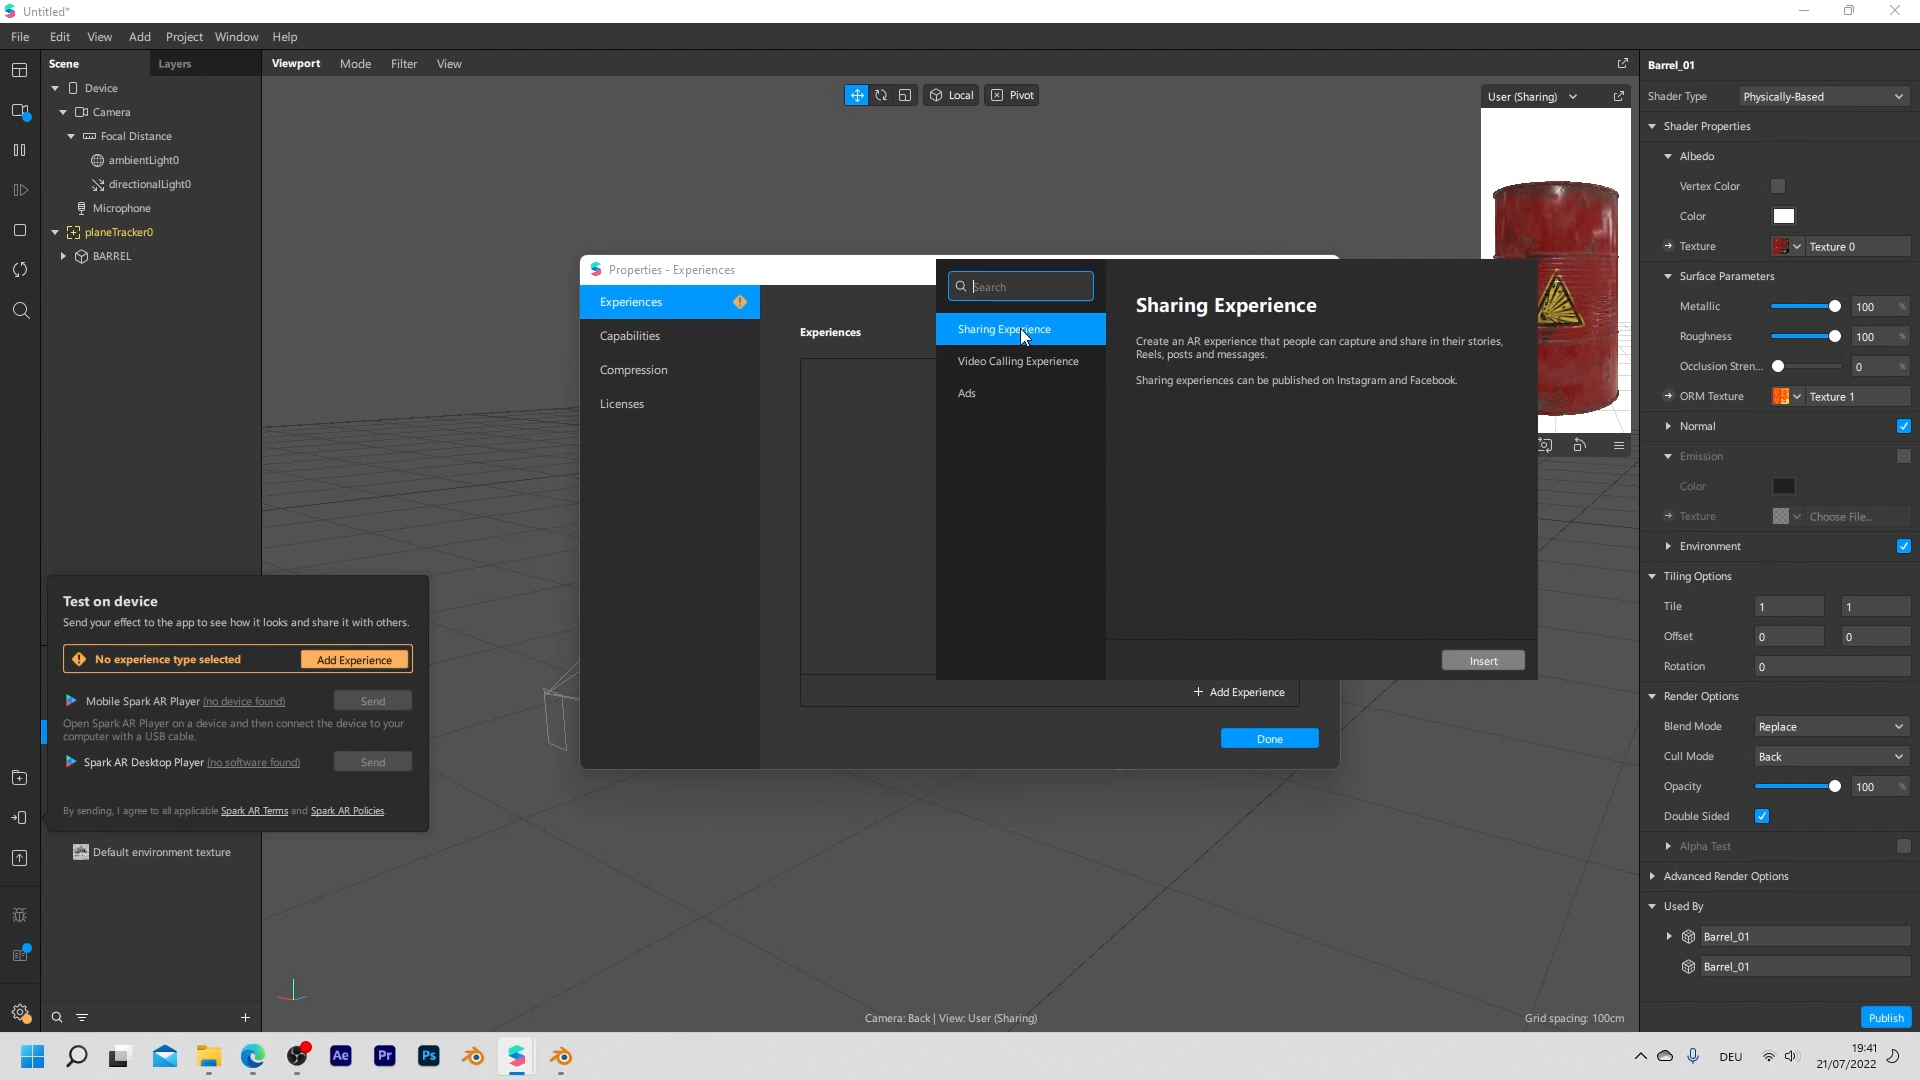 Untitled*
File Edit View Add Project Window Help
Scene Layers
Device
Camera
Focal Distance
ambientLight0
directionalLight0
Microphone
planeTracker0
BARREL
Viewport Mode Filter View
Local Pivot
User (Sharing)
Properties - Experiences
Experiences
Capabilities
Compression
Licenses
Experiences
+ Add Experience
Done
Search
Sharing Experience
Video Calling Experience
Ads
Sharing Experience
Create an AR experience that people can capture and share in their stories,
Reels, posts and messages.
Sharing experiences can be published on Instagram and Facebook.
Insert
Test on device
Send your effect to the app to see how it looks and share it with others.
No experience type selected Add Experience
Mobile Spark AR Player (no device found) Send
Open Spark AR Player on a device and then connect the device to your
computer with a USB cable.
Spark AR Desktop Player (no software found) Send
By sending, I agree to all applicable Spark AR Terms and Spark AR Policies.
Default environment texture
Camera: Back | View: User (Sharing)
Grid spacing: 100cm
Barrel_01
Shader Type Physically-Based
Shader Properties
Albedo
Vertex Color
Color
Texture Texture 0
Surface Parameters
Metallic 100 %
Roughness 100 %
Occlusion Stren... 0 %
ORM Texture Texture 1
Normal
Emission
Color
Texture Choose File...
Environment
Tiling Options
Tile 1 1
Offset 0 0
Rotation 0
Render Options
Blend Mode Replace
Cull Mode Back
Opacity 100 %
Double Sided
Alpha Test
Advanced Render Options
Used By
Barrel_01
Barrel_01
Publish
Ae Pr Ps
DEU
19:41
21/07/2022